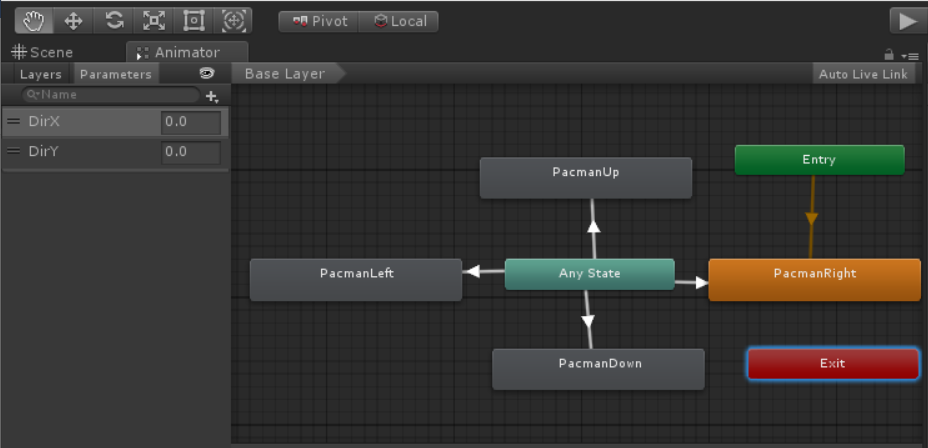 Pivot Local
Scene Animator
Layers Parameters Base Layer Auto Live Link
Name
DirX 0.0
DirY 0.0
Entry
PacmanUp
PacmanLeft Any State PacmanRight
PacmanDown Exit